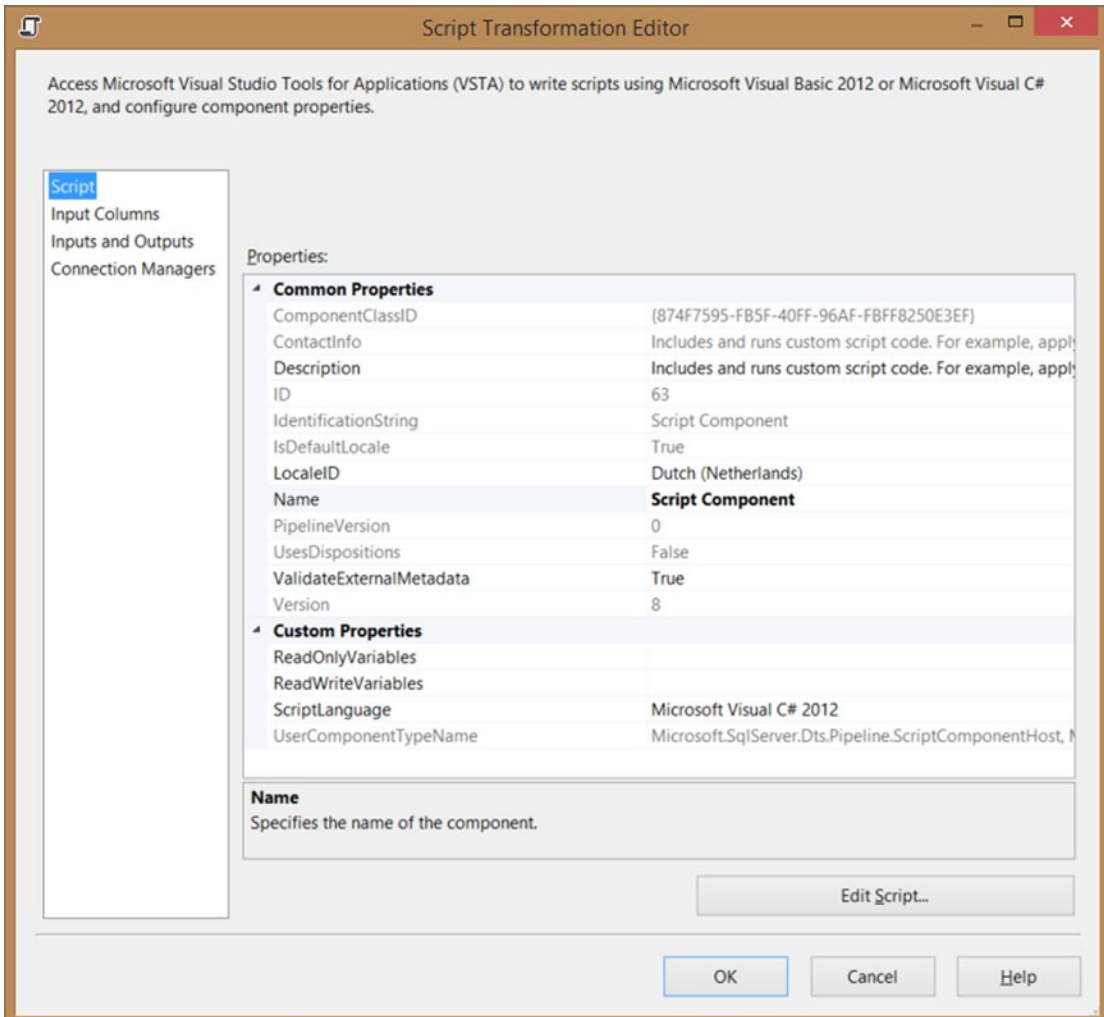 Script Transformation Editor
Access Microsoft Visual Studio Tools for Applications (VSTA) to write scripts using Microsoft Visual Basic 2012 or Microsoft Visual C#
2012, and configure component properties.
Script
Input Columns
Inputs and Outputs
Connection Managers
Properties:
Common Properties
ComponentClassID {874F7595-FB5F-40FF-96AF-FBFF8250E3EF}
ContactInfo Includes and runs custom script code. For example, apply
Description Includes and runs custom script code. For example, apply
ID 63
IdentificationString Script Component
IsDefaultLocale True
LocaleID Dutch (Netherlands)
Name Script Component
PipelineVersion 0
UsesDispositions False
ValidateExternalMetadata True
Version 8
Custom Properties
ReadOnlyVariables
ReadWriteVariables
ScriptLanguage Microsoft Visual C# 2012
UserComponentTypeName Microsoft.SqlServer.Dts.Pipeline.ScriptComponentHost,
Name
Specifies the name of the component.
Edit Script...
OK Cancel Help